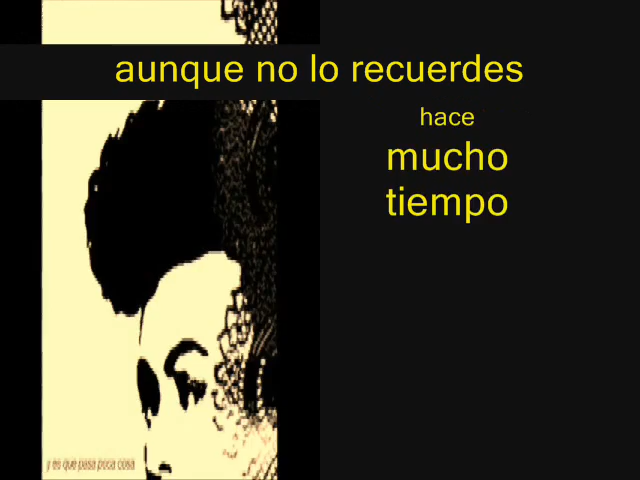 aunque no lo recuerdes
hace
mucho
tiempo
y es que pasa poca cosa